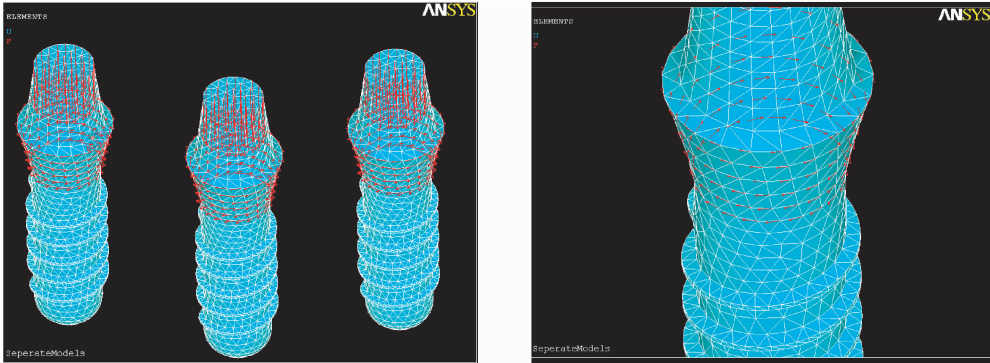 ANSYS
ELEMENTS
U
F
SeperateModels
ANSYS
ELEMENTS
U
F
SeperateModels